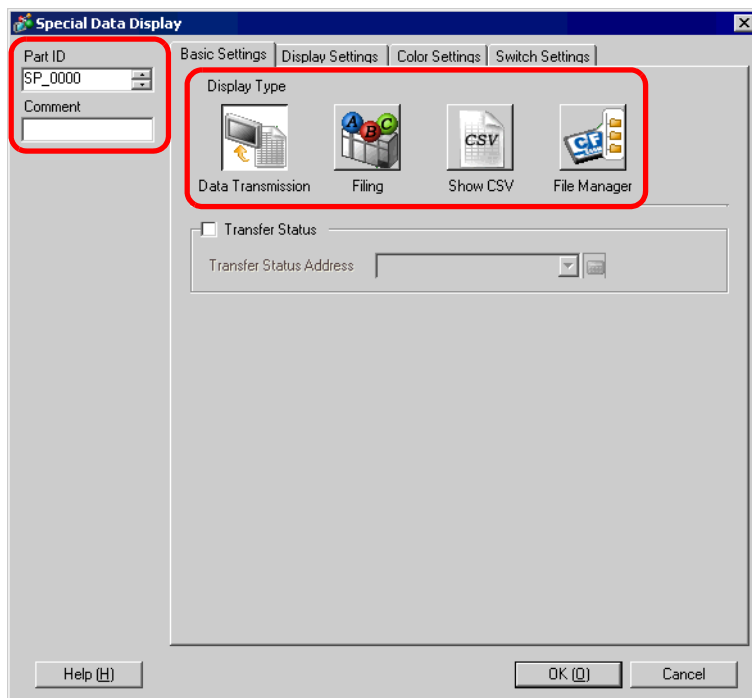 Special Data Display
Part ID
SP_0000
Comment
Basic Settings
Display Settings
Color Settings
Switch Settings
Display Type
A B C
CSV
CF
Data Transmission
Filing
Show CSV
File Manager
Transfer Status
Transfer Status Address
Help (H)
OK (O)
Cancel